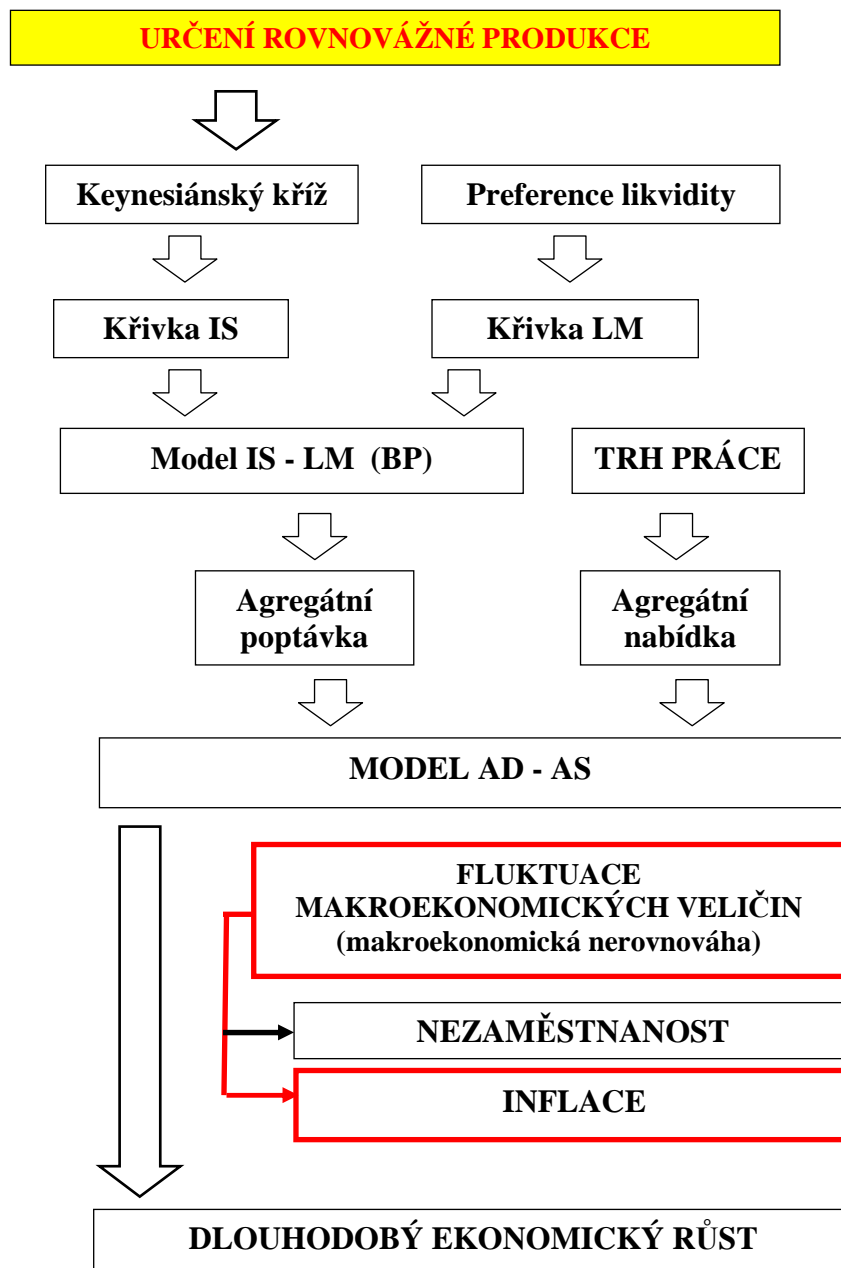 URČENÍ ROVNOVÁŽNÉ PRODUKCE
Keynesiánský kříž
Preference likvidity
Křivka IS
Křivka LM
Model IS - LM (BP)
TRH PRÁCE
Agregátní
poptávka
Agregátní
nabídka
MODEL AD - AS
FLUKTUACE
MAKROEKONOMICKÝCH VELIČIN
(makroekonomická nerovnováha)
NEZAMĚSTNANOST
INFLACE
DLOUHODOBÝ EKONOMICKÝ RŮST